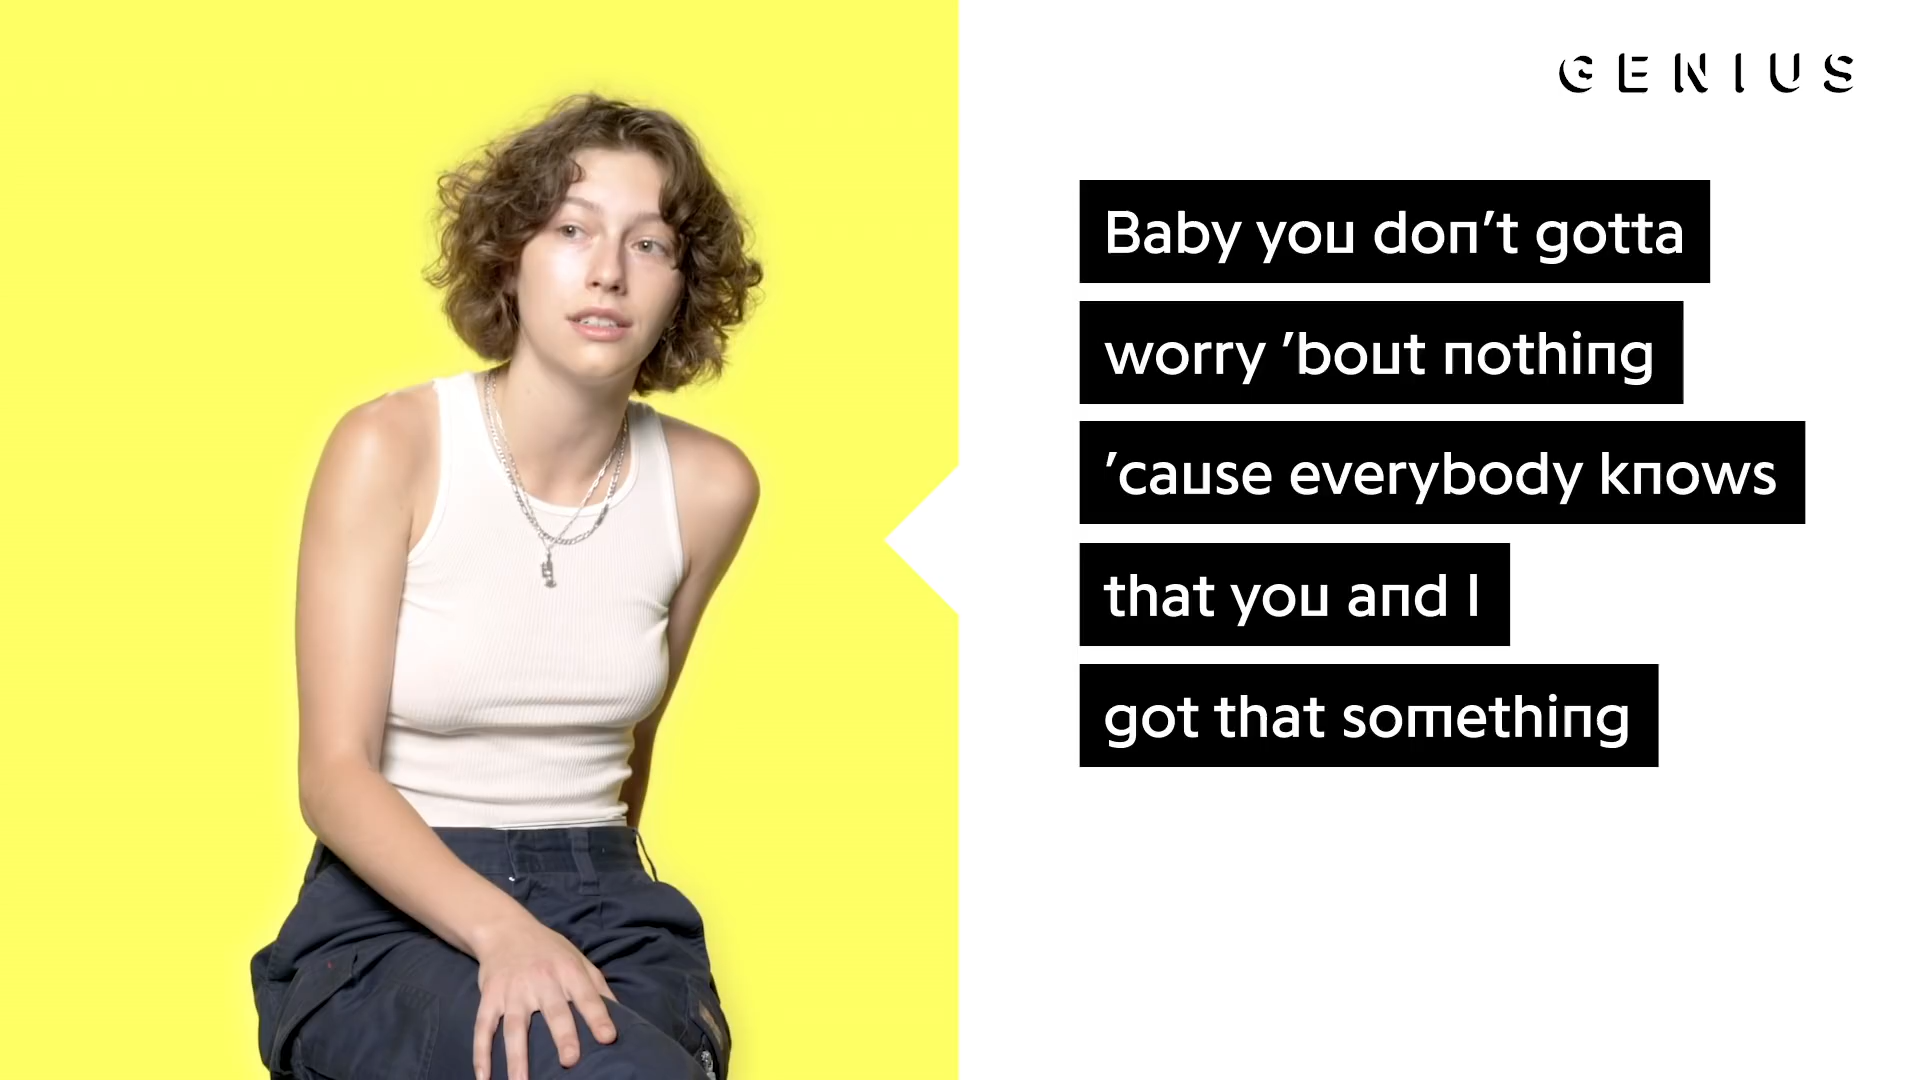 GENIUS
Baby you don’t gotta
worry ’bout nothing
’cause everybody knows
that you and I
got that something